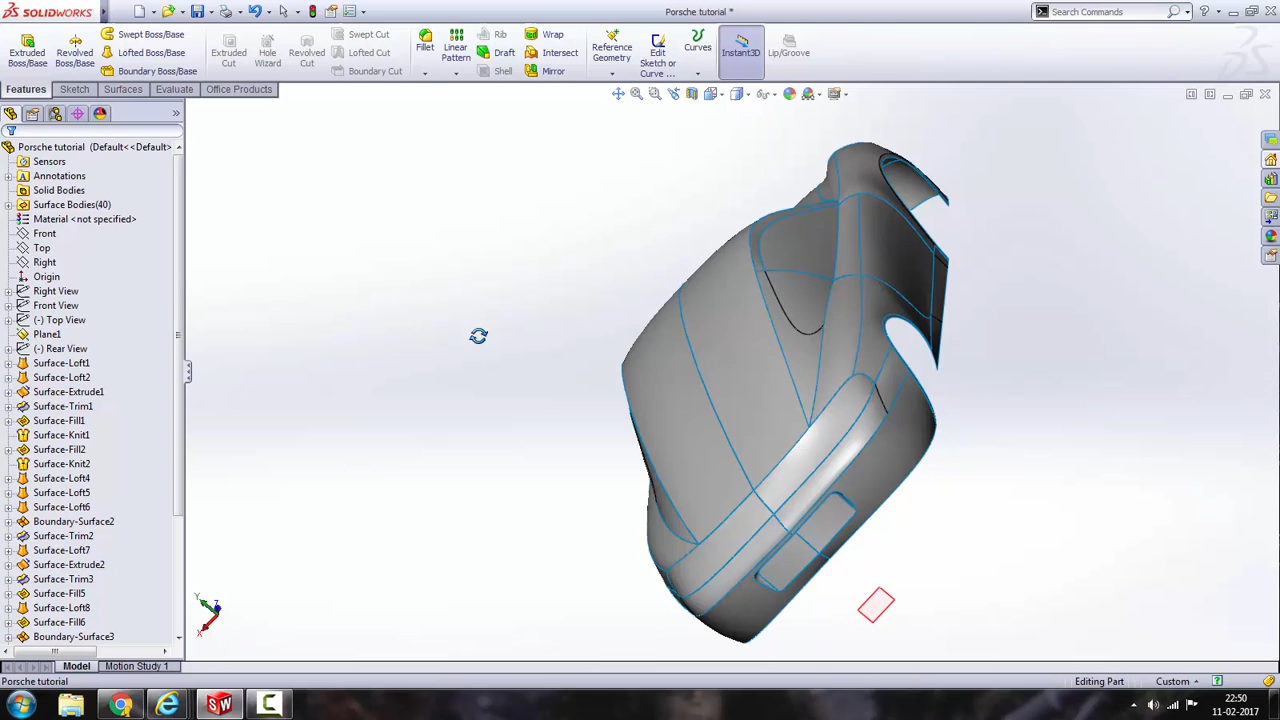 SOLIDWORKS
Porsche tutorial *
Search Commands
Extruded Boss/Base
Revolved Boss/Base
Swept Boss/Base
Lofted Boss/Base
Boundary Boss/Base
Extruded Cut
Hole Wizard
Revolved Cut
Swept Cut
Lofted Cut
Boundary Cut
Fillet
Linear Pattern
Rib
Draft
Shell
Wrap
Intersect
Mirror
Reference Geometry
Edit Sketch or Curve ...
Curves
Instant3D
Lip/Groove
Features
Sketch
Surfaces
Evaluate
Office Products
Porsche tutorial (Default<<Default>
Sensors
Annotations
Solid Bodies
Surface Bodies(40)
Material <not specified>
Front
Top
Right
Origin
Right View
Front View
(-) Top View
Plane1
(-) Rear View
Surface-Loft1
Surface-Loft2
Surface-Extrude1
Surface-Trim1
Surface-Fill1
Surface-Knit1
Surface-Fill2
Surface-Knit2
Surface-Loft4
Surface-Loft5
Surface-Loft6
Boundary-Surface2
Surface-Trim2
Surface-Loft7
Surface-Extrude2
Surface-Trim3
Surface-Fill5
Surface-Loft8
Surface-Fill6
Boundary-Surface3
Y
Z
X
Model
Motion Study 1
Porsche tutorial
Editing Part
Custom
22:50
11-02-2017